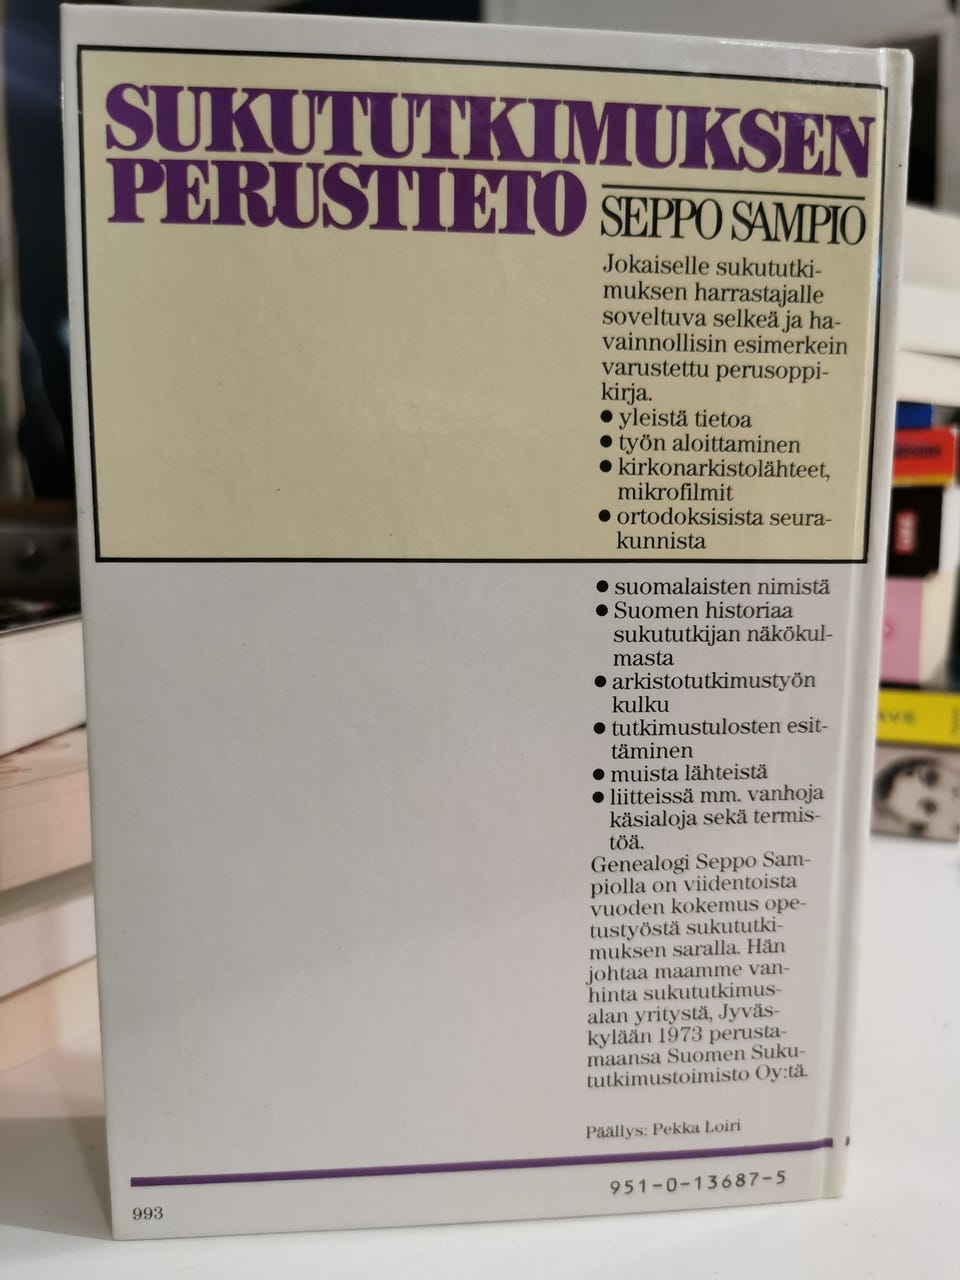 SUKUTUTKIMUKSEN
PERUSTIETO
SEPPO SAMPIO
Jokaiselle sukututki-
muksen harrastajalle
soveltuva selkeä ja ha-
vainnollisin esimerkein
varustettu perusoppi-
kirja.
● yleistä tietoa
● työn aloittaminen
● kirkonarkistolähteet,
mikrofilmit
● ortodoksisista seura-
kunnista
● suomalaisten nimistä
● Suomen historiaa
sukututkijan näkökul-
masta
● arkistotutkimustyön
kulku
● tutkimustulosten esit-
täminen
● muista lähteistä
● liitteissä mm. vanhoja
käsialoja sekä termis-
töä.
Genealogi Seppo Sam-
piolla on viidentoista
vuoden kokemus ope-
tustyöstä sukututki-
muksen saralla. Hän
johtaa maamme van-
hinta sukututkimus-
alan yritystä, Jyväs-
kylään 1973 perusta-
maansa Suomen Suku-
tutkimustoimisto Oy:tä.
Päällys: Pekka Loiri
951-0-13687-5
993